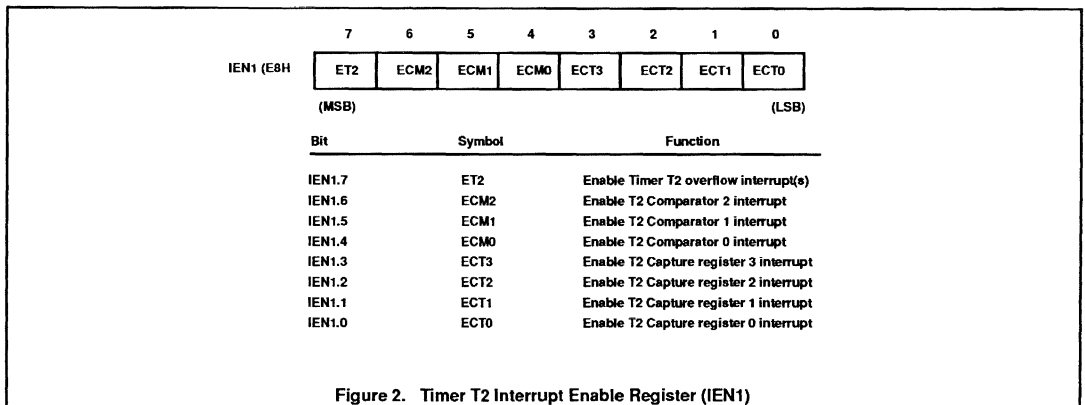 7 6 5 4 3 2 1 0
IEN1 (E8H ET2 ECM2 ECM1 ECM0 ECT3 ECT2 ECT1 ECT0
(MSB) (LSB)
Bit Symbol Function
IEN1.7 ET2 Enable Timer T2 overflow interrupt(s)
IEN1.6 ECM2 Enable T2 Comparator 2 interrupt
IEN1.5 ECM1 Enable T2 Comparator 1 interrupt
IEN1.4 ECM0 Enable T2 Comparator 0 interrupt
IEN1.3 ECT3 Enable T2 Capture register 3 interrupt
IEN1.2 ECT2 Enable T2 Capture register 2 interrupt
IEN1.1 ECT1 Enable T2 Capture register 1 interrupt
IEN1.0 ECT0 Enable T2 Capture register 0 interrupt
Figure 2. Timer T2 Interrupt Enable Register (IEN1)